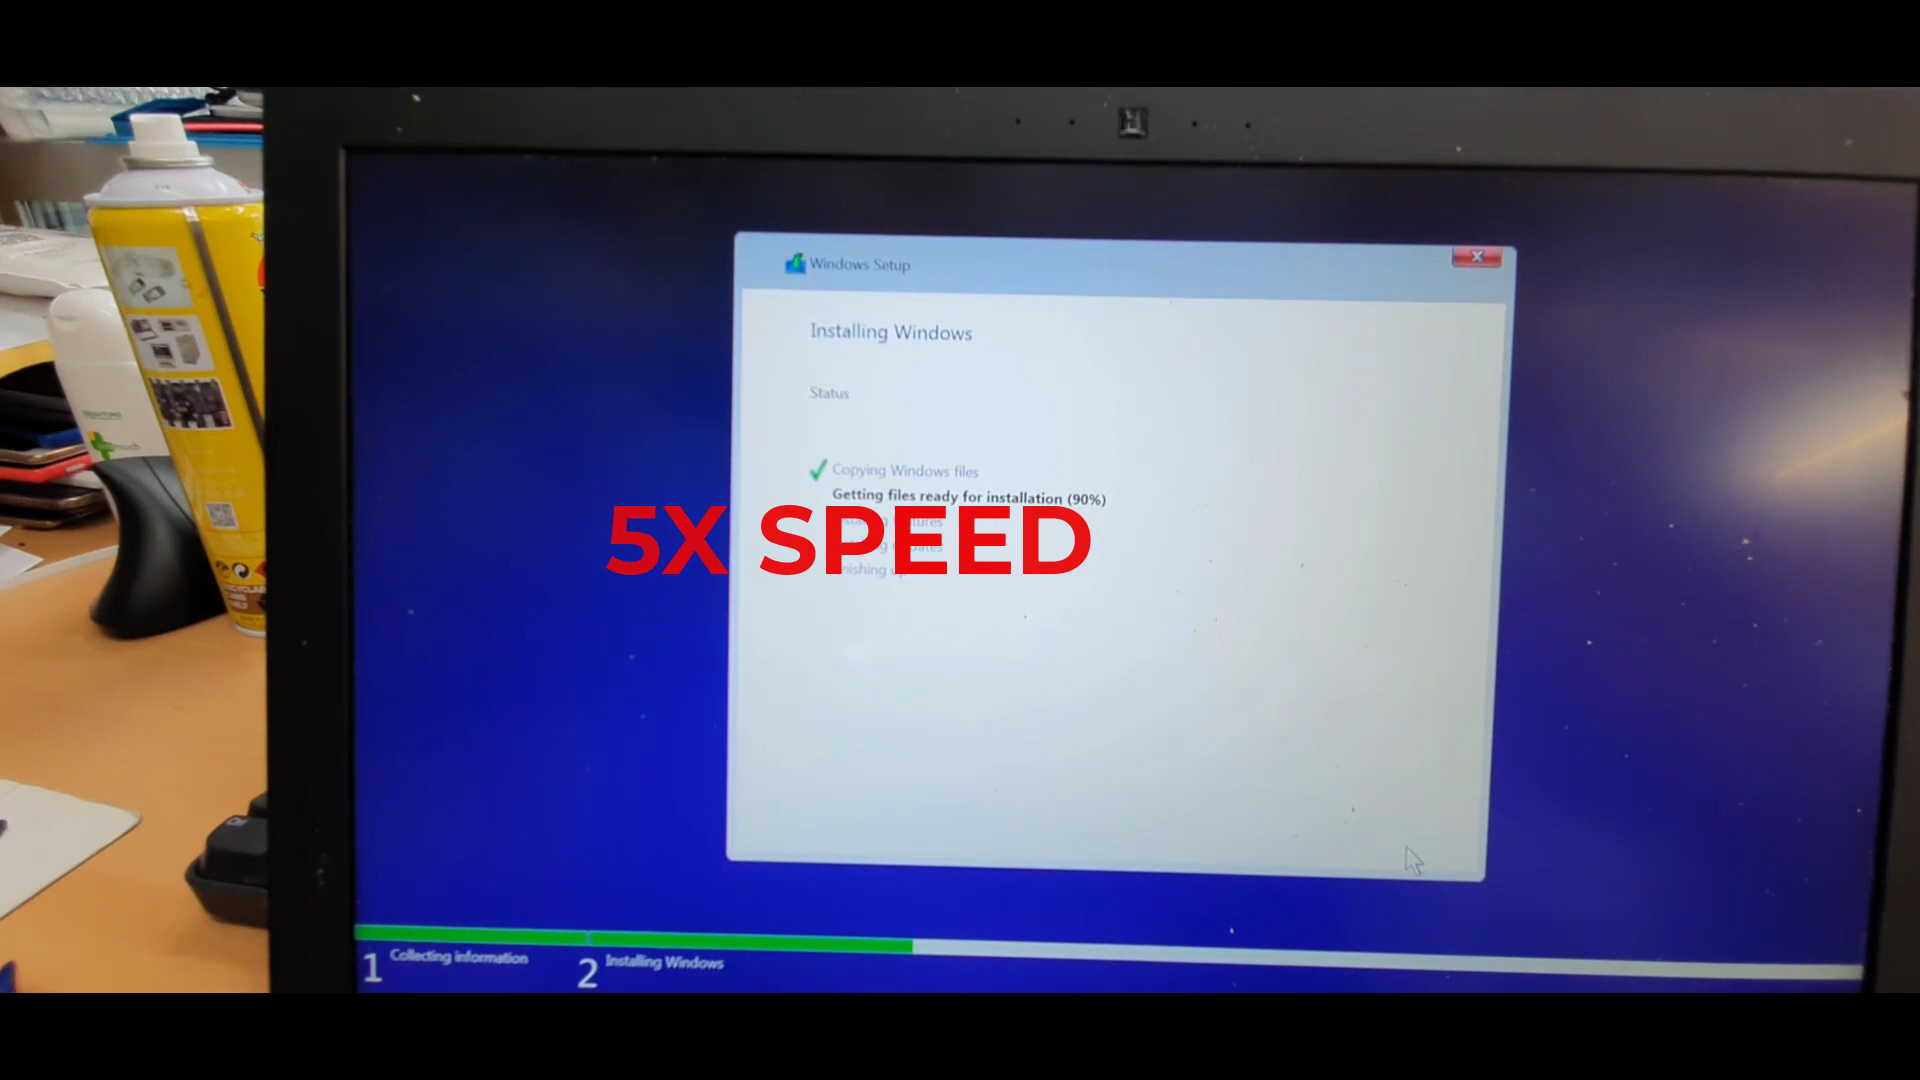 Windows Setup
Installing Windows
Status
Copying Windows files
Getting files ready for installation (90%)
5X SPEED
1 Collecting information
2 Installing Windows